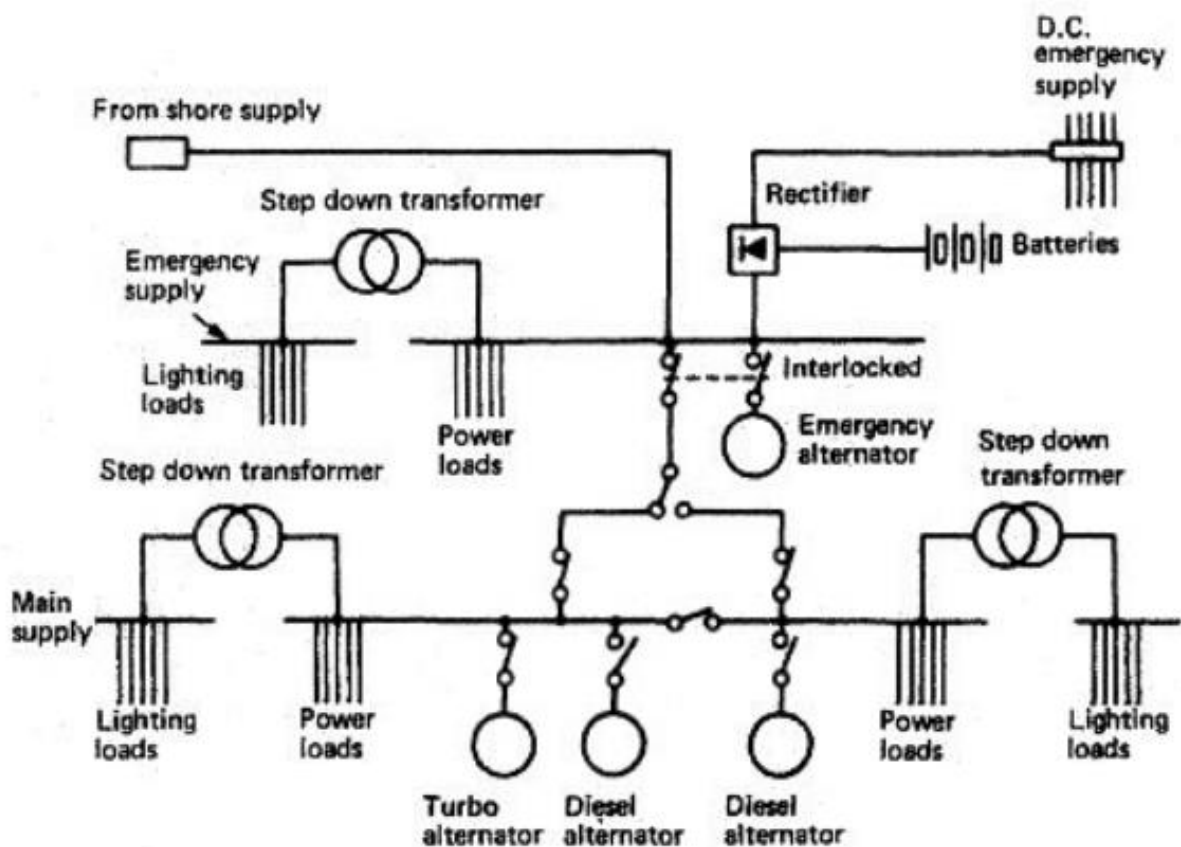 D.C.
emergency
supply
From shore supply
Rectifier
Step down transformer
Batteries
Emergency
supply
Interlocked
Lighting
loads
Power
loads
Emergency
alternator
Step down
transformer
Step down transformer
Main
supply
Lighting
loads
Power
loads
Power
loads
Lighting
loads
Turbo
alternator
Diesel
alternator
Diesel
alternator